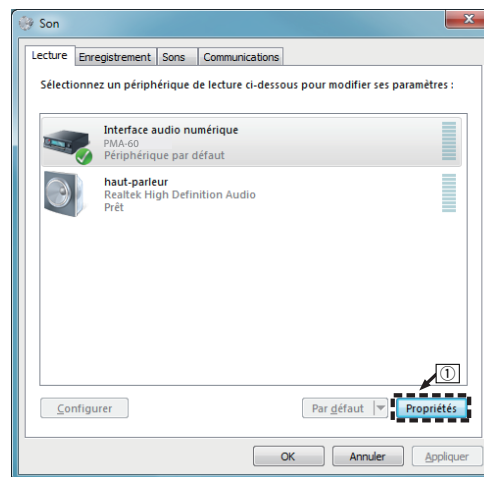 Son
Lecture Enregistrement Sons Communications
Sélectionnez un périphérique de lecture ci-dessous pour modifier ses paramètres :
Interface audio numérique
PMA-60
Périphérique par défaut
haut-parleur
Realtek High Definition Audio
Prêt
①
Configurer Par défaut Propriétés
OK Annuler Appliquer